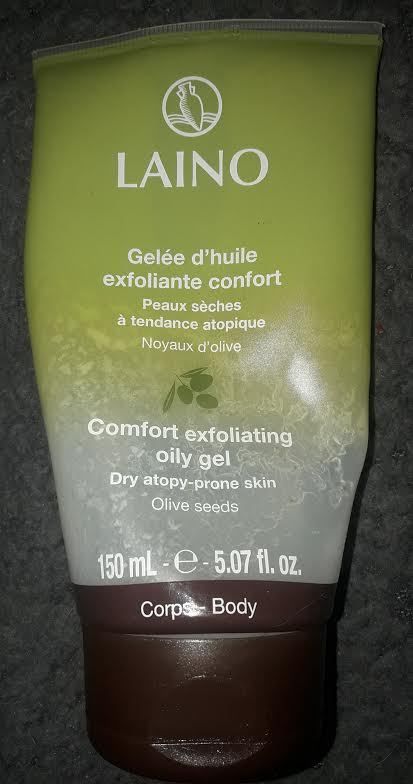 LAINO
Gelée d'huile
exfoliante confort
Peaux sèches
à tendance atopique
Noyaux d'olive
Comfort exfoliating
oily gel
Dry atopy-prone skin
Olive seeds
150 mL - ℮ - 5.07 fl. oz.
Corps - Body